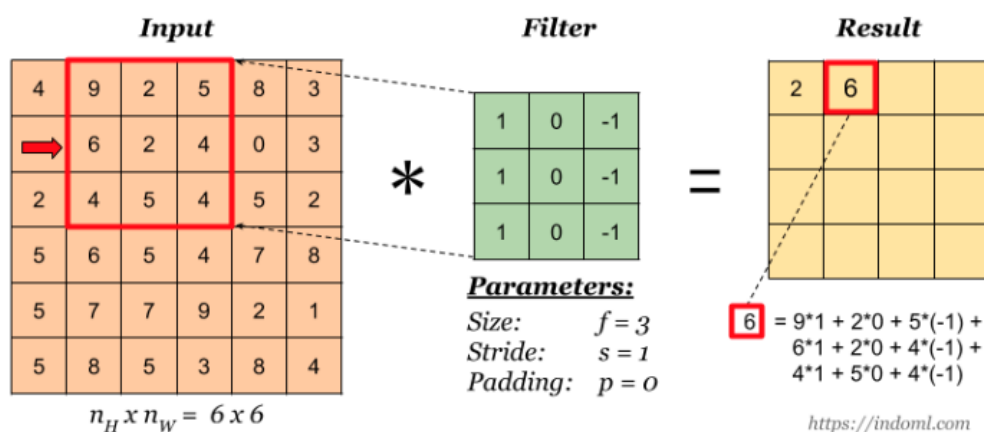 Input
Filter
Result
4 9 2 5 8 3
6 2 4 0 3
2 4 5 4 5 2
5 6 5 4 7 8
5 7 7 9 2 1
5 8 5 3 8 4
n_H x n_W = 6 x 6
*
1 0 -1
1 0 -1
1 0 -1
Parameters:
Size: f = 3
Stride: s = 1
Padding: p = 0
=
2 6
6 = 9*1 + 2*0 + 5*(-1) +
6*1 + 2*0 + 4*(-1) +
4*1 + 5*0 + 4*(-1)
https://indoml.com